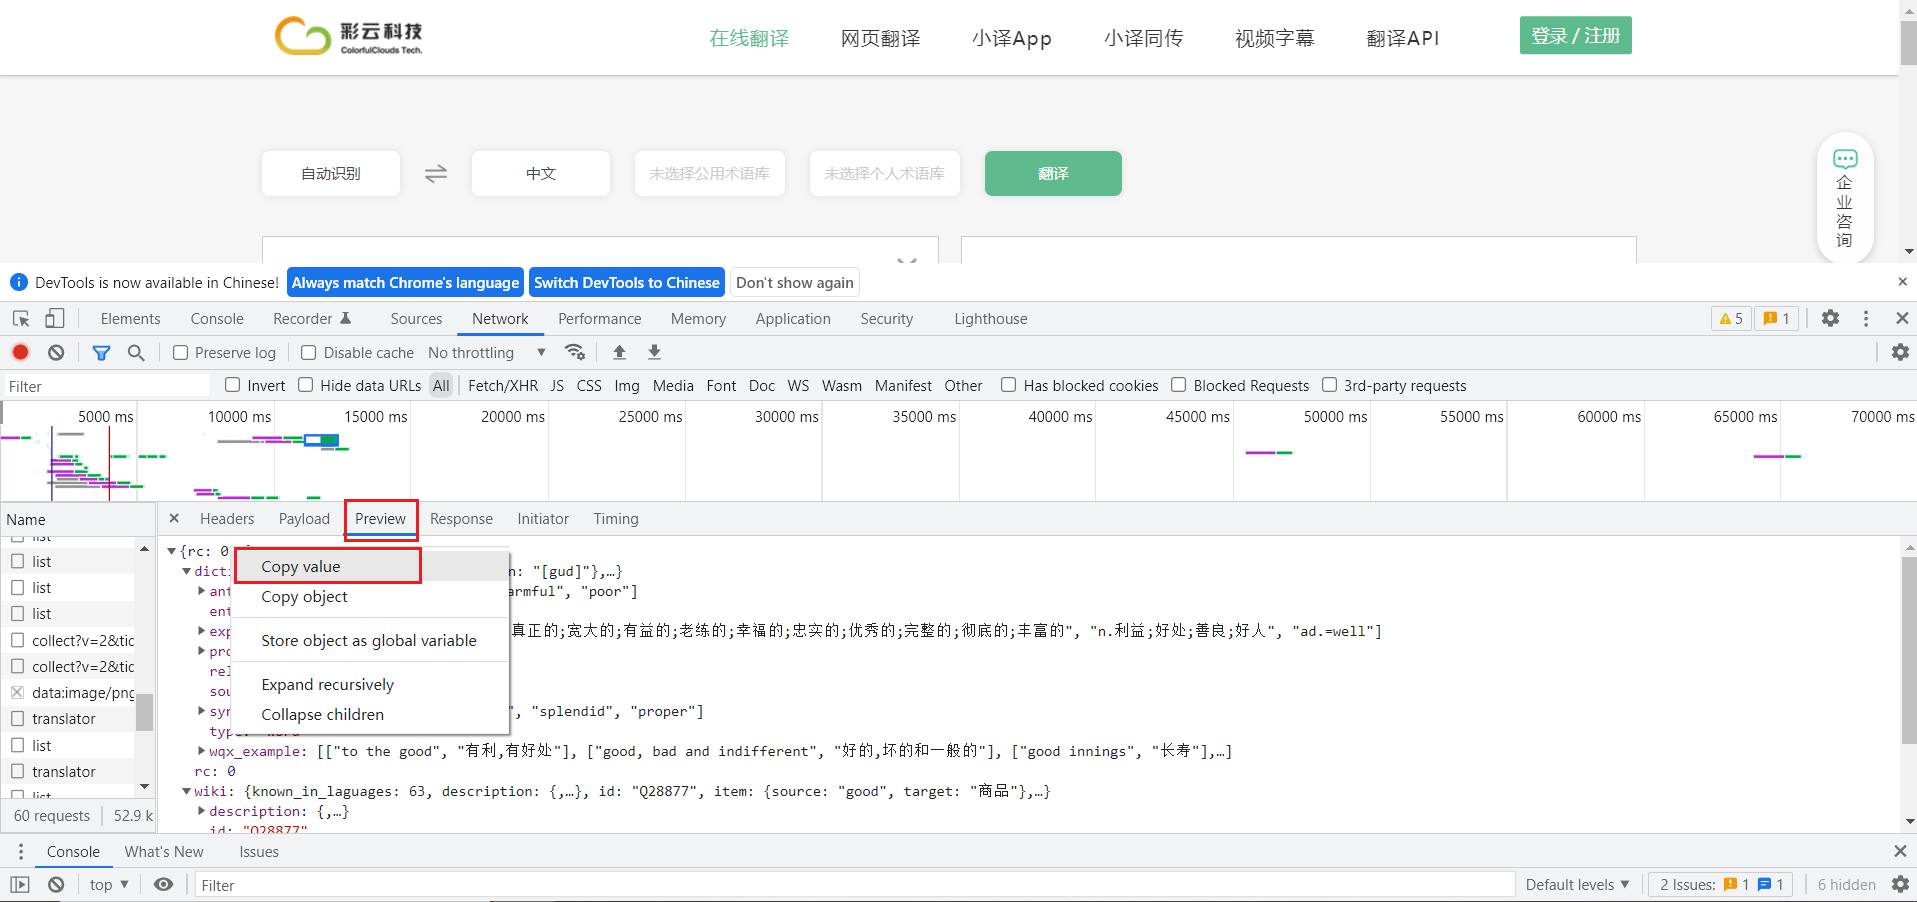 彩云科技
ColorfulClouds Tech.
在线翻译 网页翻译 小译App 小译同传 视频字幕 翻译API 登录 / 注册
自动识别 中文 未选择公用术语库 未选择个人术语库 翻译
企业咨询
DevTools is now available in Chinese! Always match Chrome's language Switch DevTools to Chinese Don't show again
Elements Console Recorder Sources Network Performance Memory Application Security Lighthouse 5 1
Preserve log Disable cache No throttling
Filter Invert Hide data URLs All Fetch/XHR JS CSS Img Media Font Doc WS Wasm Manifest Other Has blocked cookies Blocked Requests 3rd-party requests
5000 ms 10000 ms 15000 ms 20000 ms 25000 ms 30000 ms 35000 ms 40000 ms 45000 ms 50000 ms 55000 ms 60000 ms 65000 ms 70000 ms
Name Headers Payload Preview Response Initiator Timing
list
list
list
list
collect?v=2&tid
collect?v=2&tid
data:image/png
translator
list
translator
list
60 requests 52.9 k
{rc: 0
Copy value
dicti n: "[gud]"},…}
Copy object
ant armful", "poor"]
ent
exp 真正的;宽大的;有益的;老练的;幸福的;忠实的;优秀的;完整的;彻底的;丰富的", "n.利益;好处;善良;好人", "ad.=well"]
Store object as global variable
pro
rel
Expand recursively
sou
Collapse children
syn ", "splendid", "proper"]
type: "word"
wqx_example: [["to the good", "有利,有好处"], ["good, bad and indifferent", "好的,坏的和一般的"], ["good innings", "长寿"],…]
rc: 0
wiki: {known_in_laguages: 63, description: {,…}, id: "Q28877", item: {source: "good", target: "商品"},…}
description: {,…}
id: "Q28877"
Console What's New Issues
top Filter Default levels 2 Issues: 1 1 6 hidden